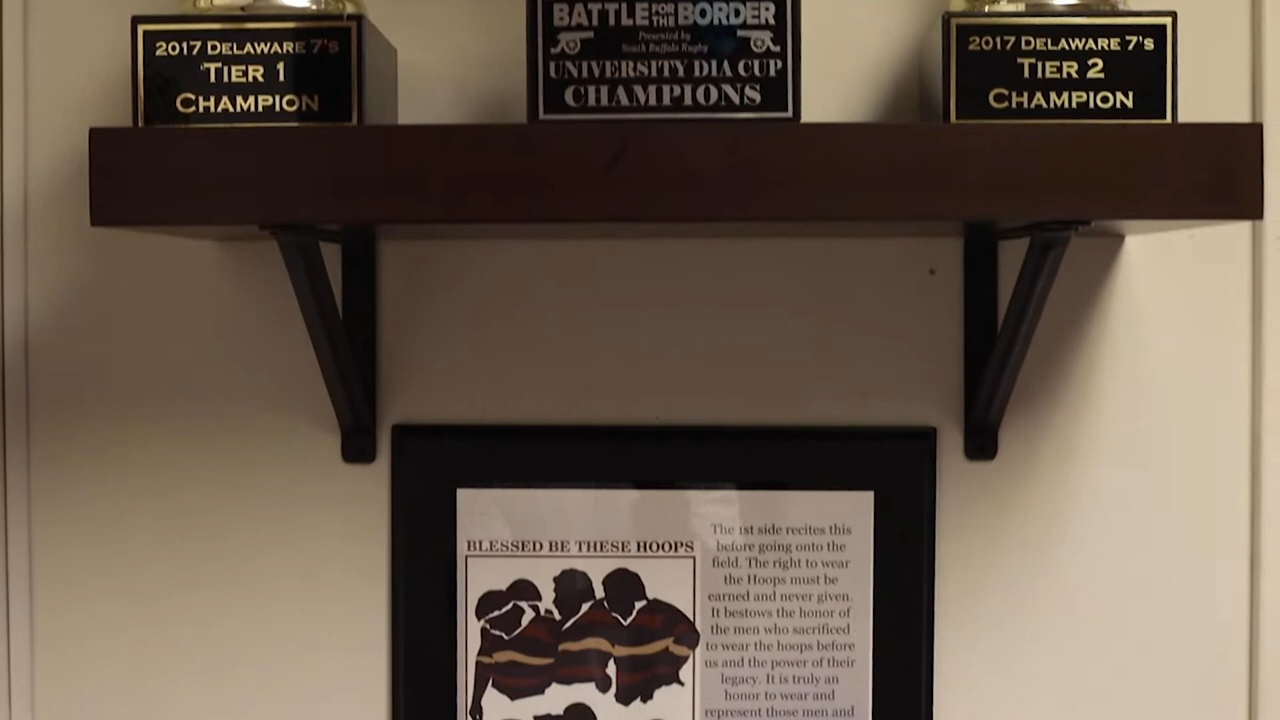 2017 DELAWARE 7'S
TIER 1
CHAMPION
BATTLE FOR THE BORDER
Presented by
South Buffalo Rugby
UNIVERSITY D1A CUP
CHAMPIONS
2017 DELAWARE 7'S
TIER 2
CHAMPION
BLESSED BE THESE HOOPS
The 1st side recites this
before going onto the
field. The right to wear
the Hoops must be
earned and never given.
It bestows the honor of
the men who sacrificed
to wear the hoops before
us and the power of their
legacy. It is truly an
honor to wear and
represent those men and